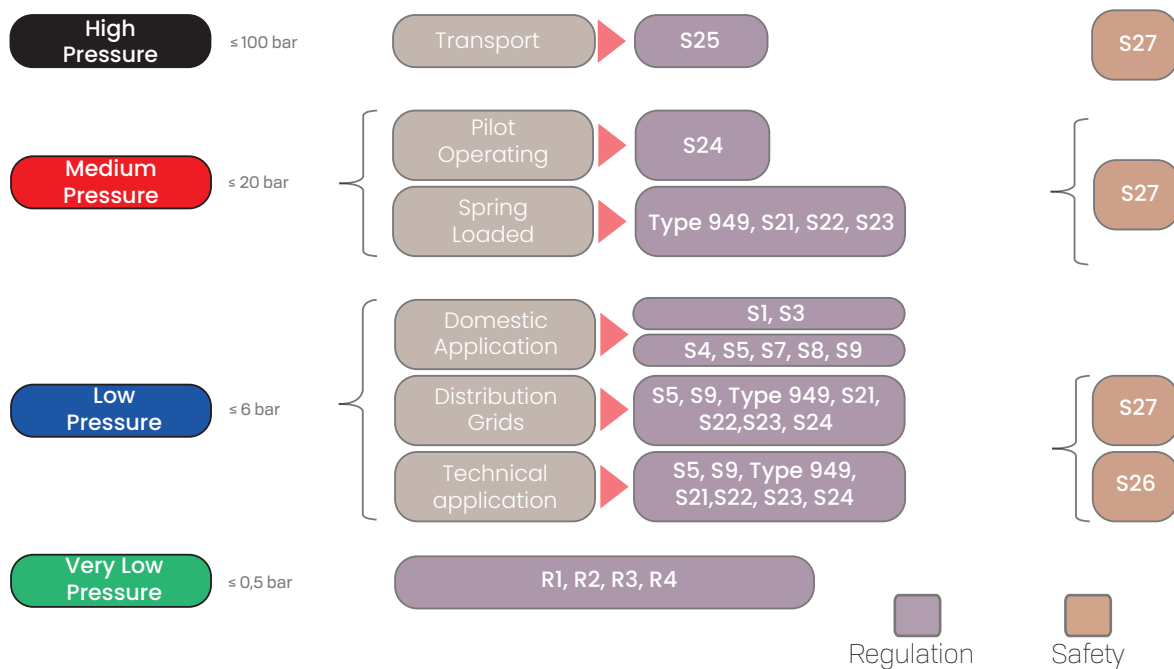 High
Pressure
≤ 100 bar
Transport
S25
S27
Medium
Pressure
≤ 20 bar
Pilot
Operating
S24
Spring
Loaded
Type 949, S21, S22, S23
S27
Low
Pressure
≤ 6 bar
Domestic
Application
S1, S3
S4, S5, S7, S8, S9
Distribution
Grids
S5, S9, Type 949, S21,
S22,S23, S24
Technical
application
S5, S9, Type 949,
S21,S22, S23, S24
S27
S26
Very Low
Pressure
≤ 0,5 bar
R1, R2, R3, R4
Regulation
Safety